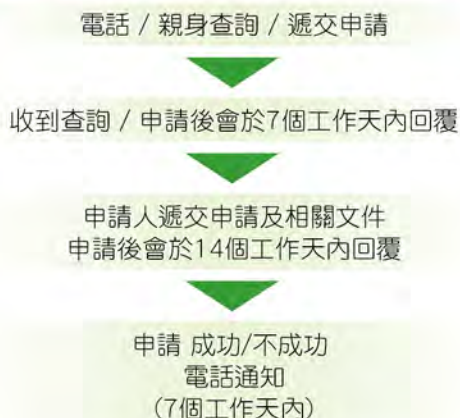 電話 / 親身查詢 / 遞交申請
收到查詢 / 申請後會於7個工作天內回覆
申請人遞交申請及相關文件
申請後會於14個工作天內回覆
申請 成功/不成功
電話通知
(7個工作天內)